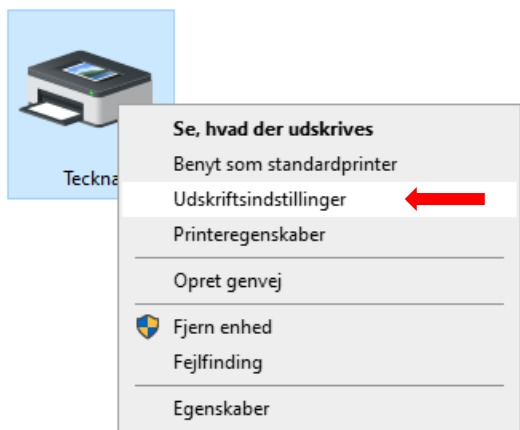 Teckna
Se, hvad der udskrives
Benyt som standardprinter
Udskriftsindstillinger
Printeregenskaber
Opret genvej
Fjern enhed
Fejlfinding
Egenskaber